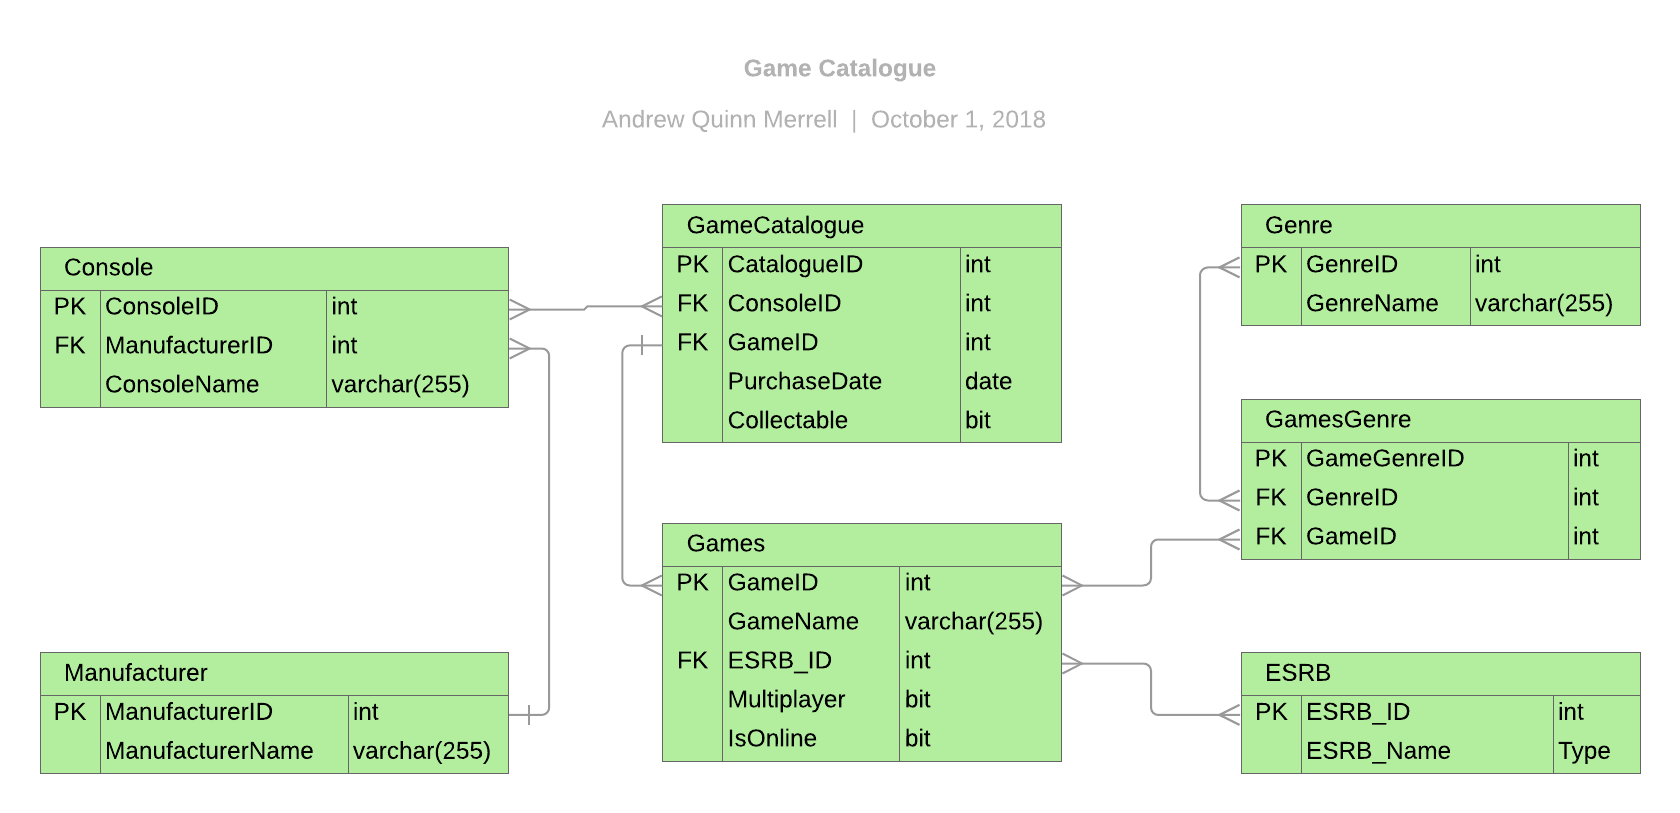 Game Catalogue
Andrew Quinn Merrell | October 1, 2018
Console
PK ConsoleID int
FK ManufacturerID int
ConsoleName varchar(255)
Manufacturer
PK ManufacturerID int
ManufacturerName varchar(255)
GameCatalogue
PK CatalogueID int
FK ConsoleID int
FK GameID int
PurchaseDate date
Collectable bit
Games
PK GameID int
GameName varchar(255)
FK ESRB_ID int
Multiplayer bit
IsOnline bit
Genre
PK GenreID int
GenreName varchar(255)
GamesGenre
PK GameGenreID int
FK GenreID int
FK GameID int
ESRB
PK ESRB_ID int
ESRB_Name Type